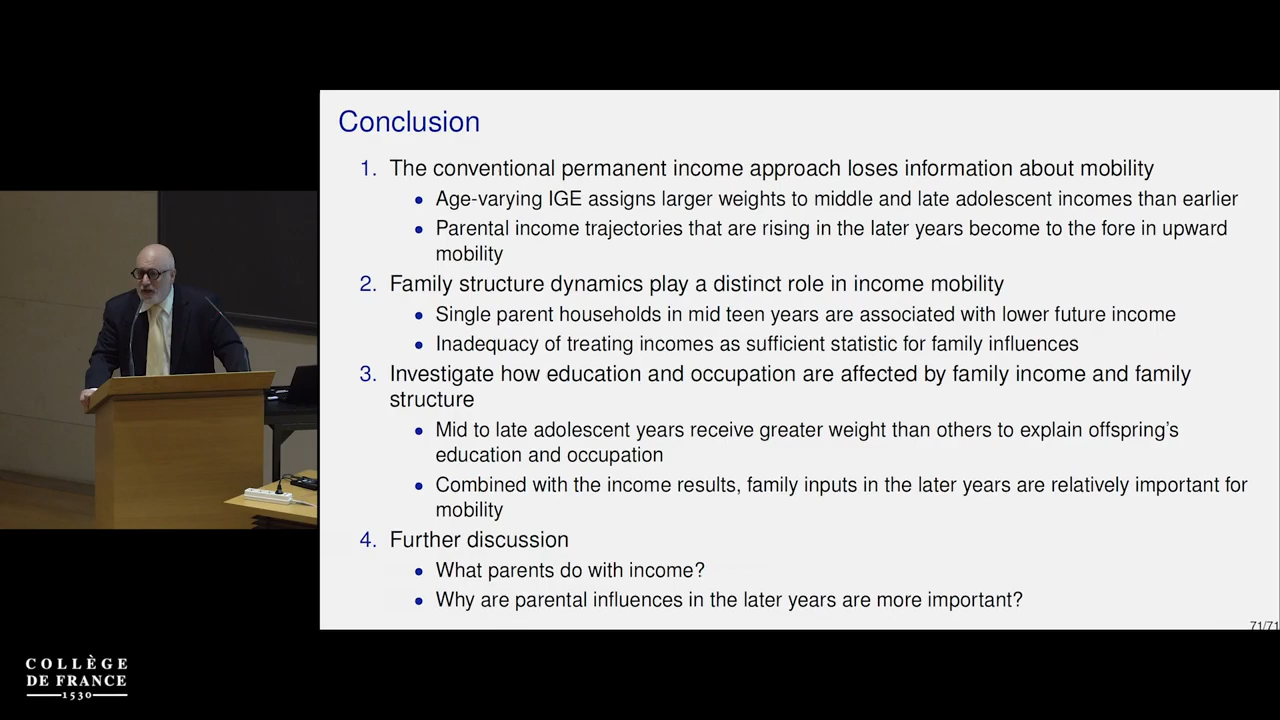 Conclusion
1. The conventional permanent income approach loses information about mobility
• Age-varying IGE assigns larger weights to middle and late adolescent incomes than earlier
• Parental income trajectories that are rising in the later years become to the fore in upward
mobility
2. Family structure dynamics play a distinct role in income mobility
• Single parent households in mid teen years are associated with lower future income
• Inadequacy of treating incomes as sufficient statistic for family influences
3. Investigate how education and occupation are affected by family income and family
structure
• Mid to late adolescent years receive greater weight than others to explain offspring's
education and occupation
• Combined with the income results, family inputs in the later years are relatively important for
mobility
4. Further discussion
• What parents do with income?
• Why are parental influences in the later years are more important?
71/71
COLLÈGE
DE FRANCE
1530